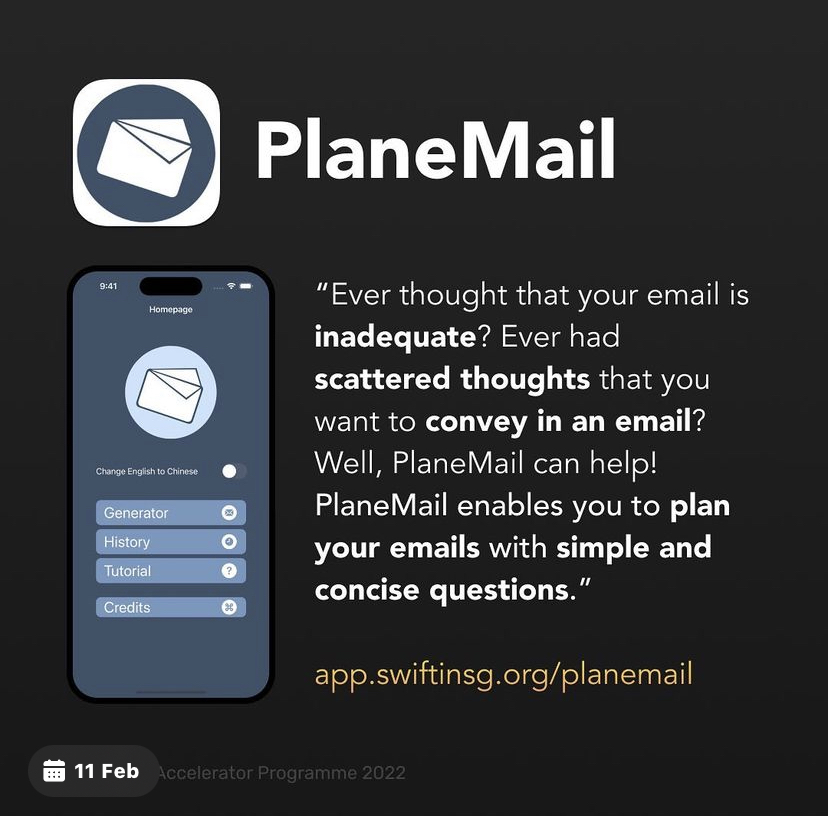 PlaneMail
9:41
Homepage
Change English to Chinese
Generator
History
Tutorial
?
Credits
“Ever thought that your email is
inadequate? Ever had
scattered thoughts that you
want to convey in an email?
Well, PlaneMail can help!
PlaneMail enables you to plan
your emails with simple and
concise questions.”
app.swiftinsg.org/planemail
11 Feb
Accelerator Programme 2022